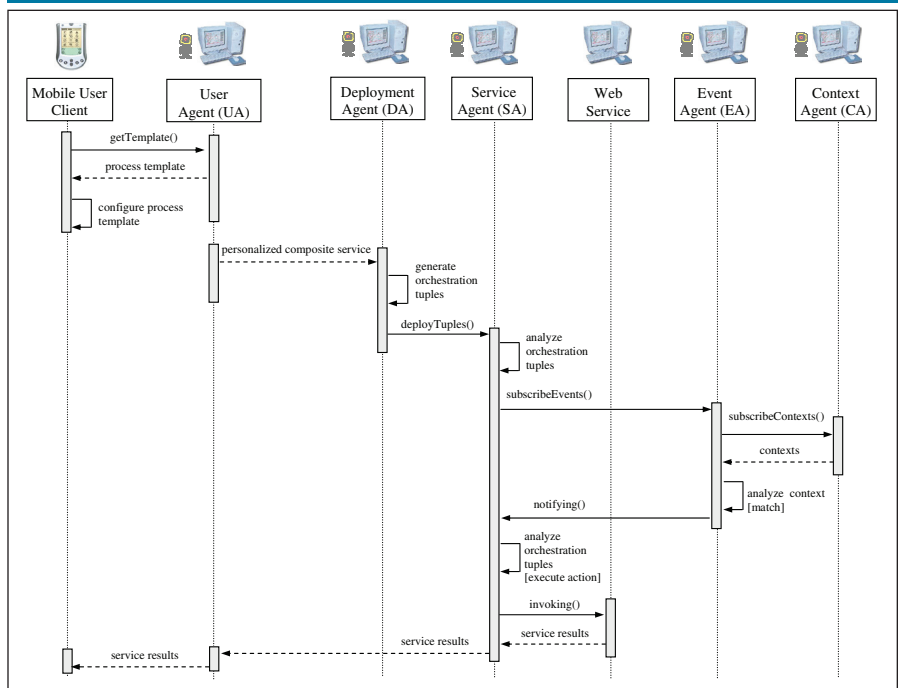 Mobile User
Client
User
Agent (UA)
Deployment
Agent (DA)
Service
Agent (SA)
Web
Service
Event
Agent (EA)
Context
Agent (CA)
getTemplate()
process template
configure process
template
personalized composite service
generate
orchestration
tuples
deployTuples()
analyze
orchestration
tuples
subscribeEvents()
subscribeContexts()
contexts
analyze context
[match]
notifying()
analyze
orchestration
tuples
[execute action]
invoking()
service results
service results
service results